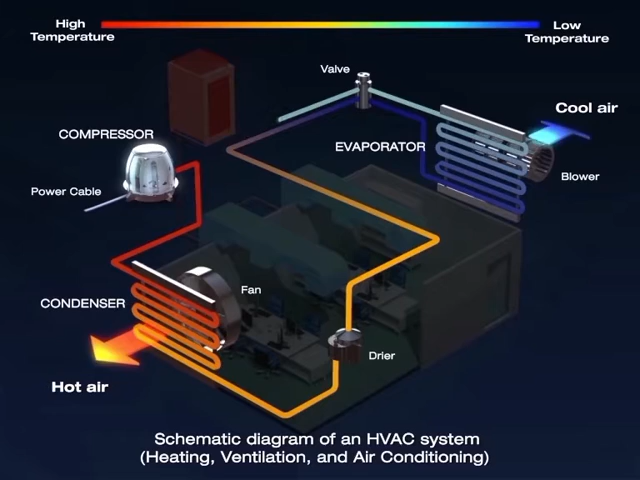 High
Temperature
Low
Temperature
Valve
Cool air
COMPRESSOR
EVAPORATOR
Blower
Power Cable
Fan
CONDENSER
Drier
Hot air
Schematic diagram of an HVAC system
(Heating, Ventilation, and Air Conditioning)